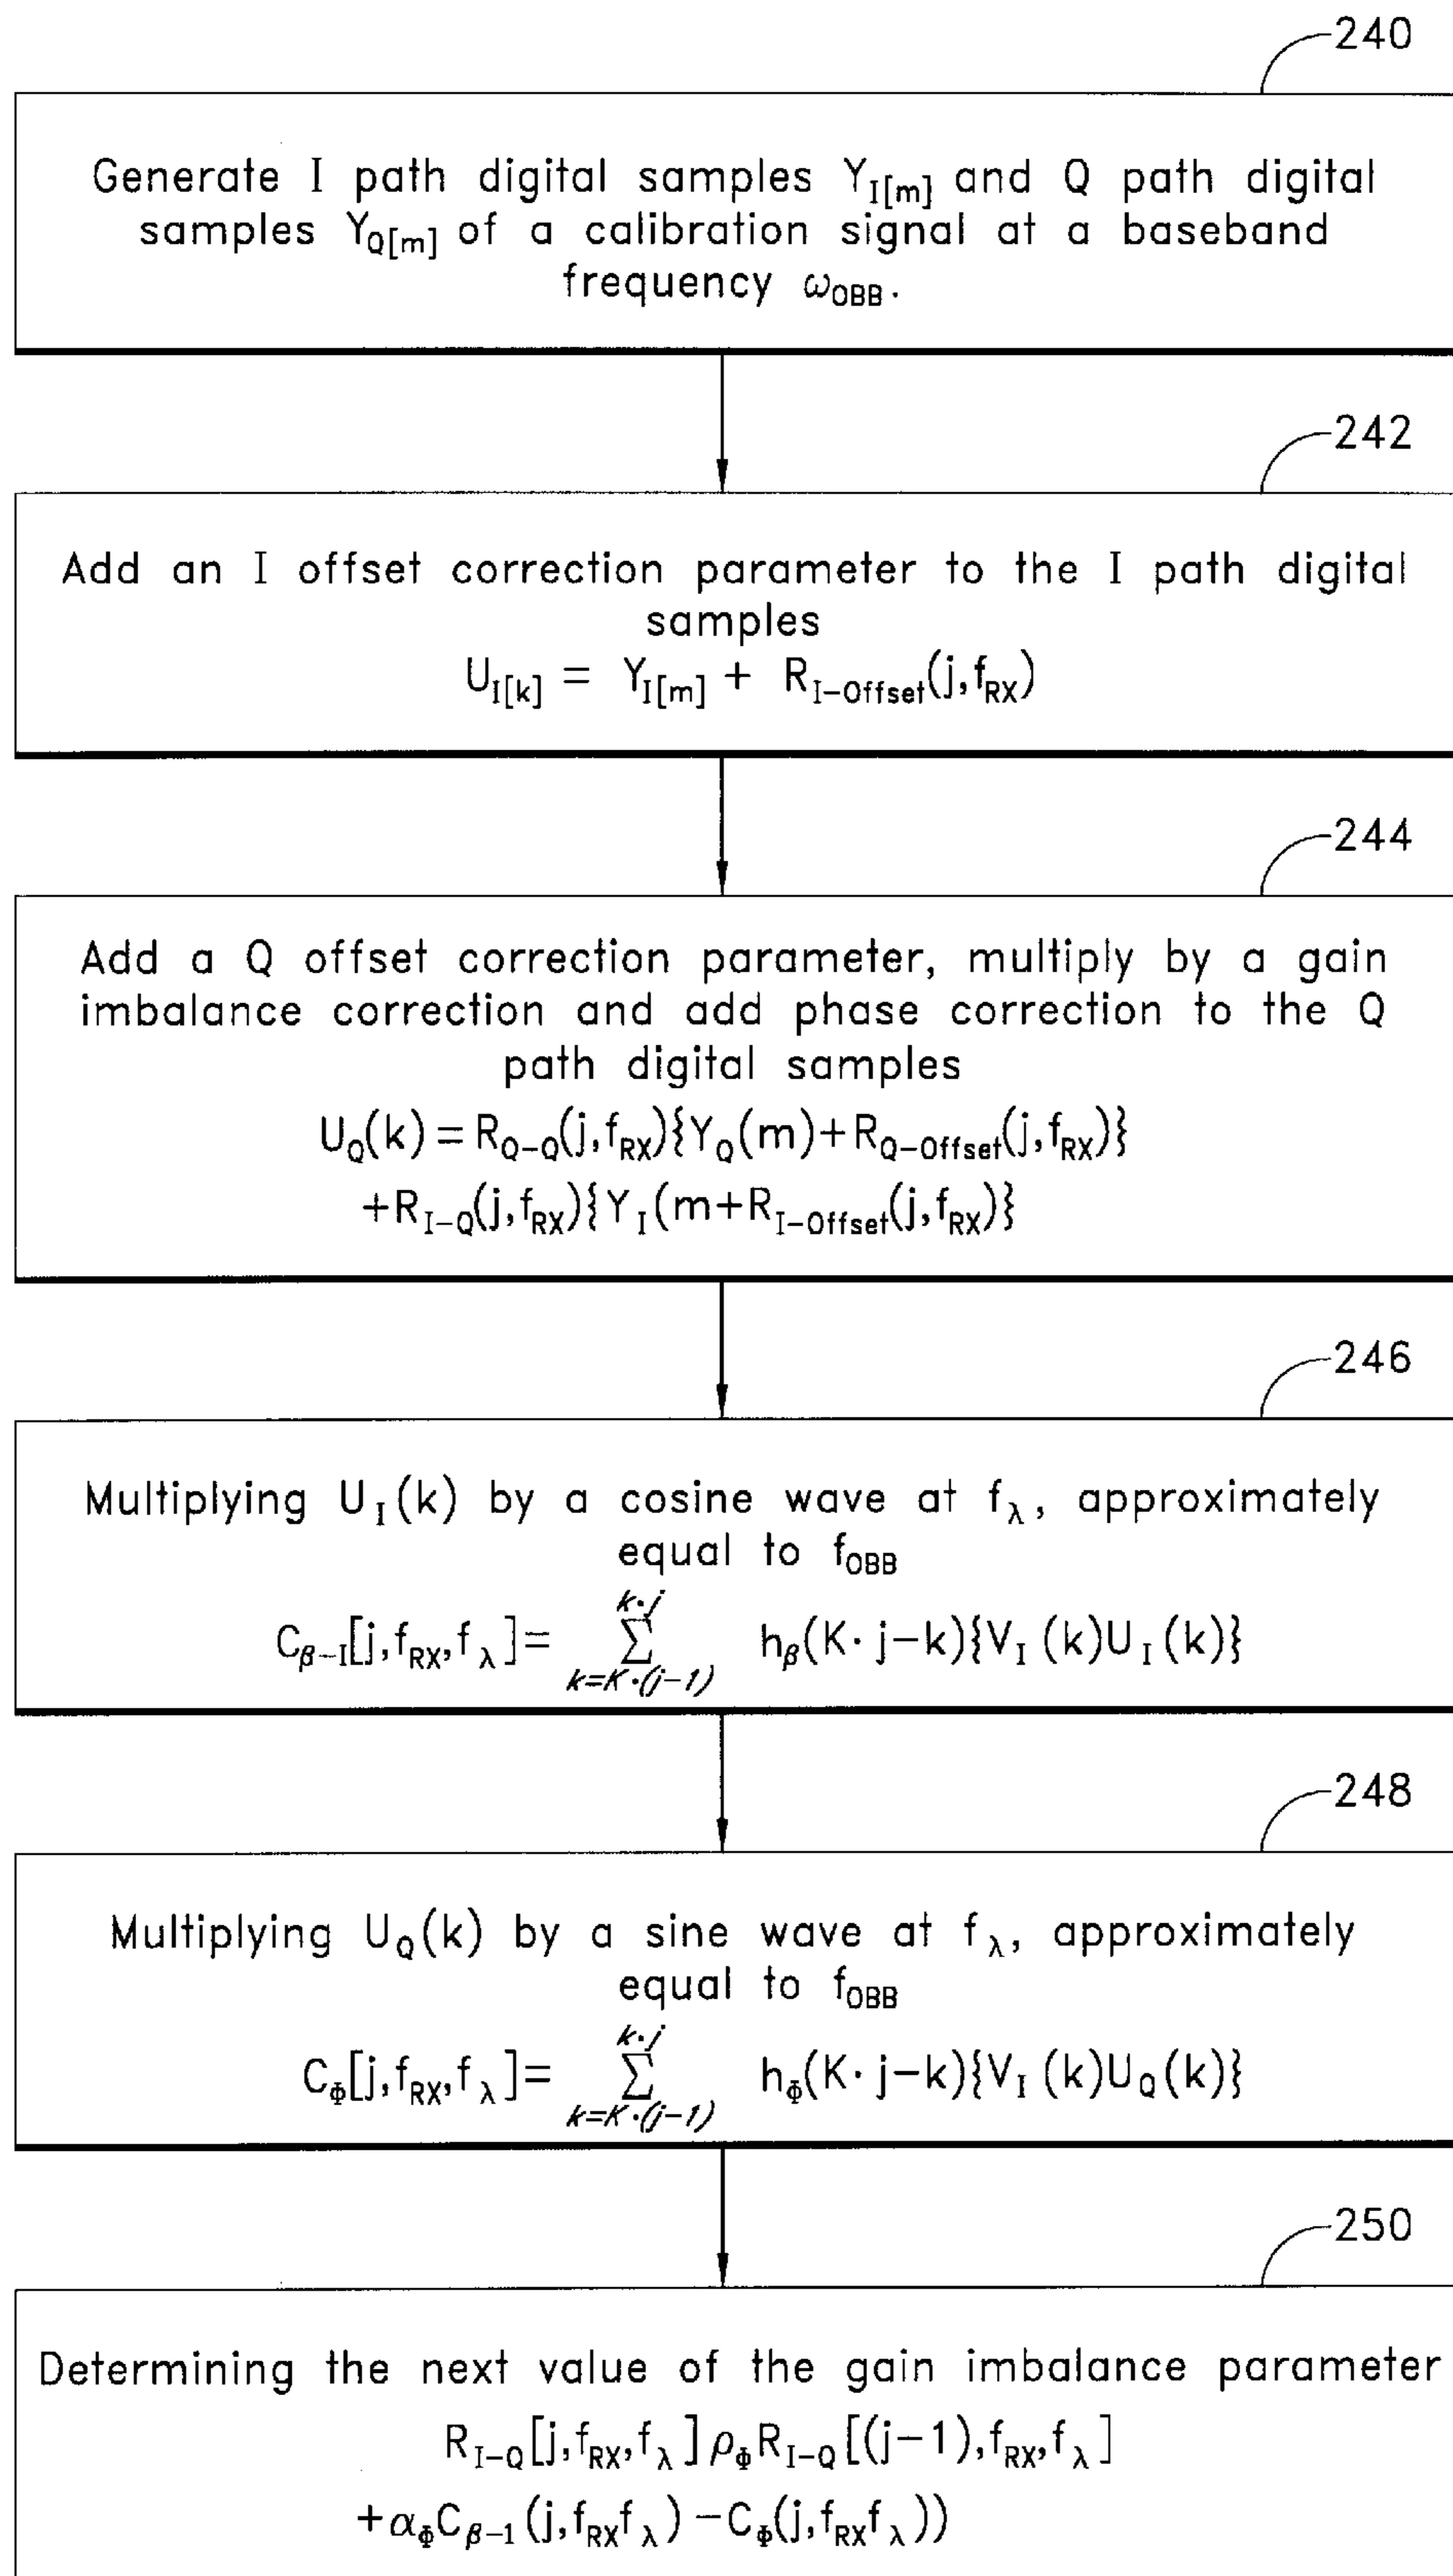 240
Generate I path digital samples Y_I[m] and Q path digital
samples Y_Q[m] of a calibration signal at a baseband
frequency ω_OBB.
242
Add an I offset correction parameter to the I path digital
samples
U_I[k] = Y_I[m] + R_I-Offset(j,f_RX)
244
Add a Q offset correction parameter, multiply by a gain
imbalance correction and add phase correction to the Q
path digital samples
U_Q(k)=R_Q-Q(j,f_RX){Y_Q(m)+R_Q-Offset(j,f_RX)}
+R_I-Q(j,f_RX){Y_I(m+R_I-Offset(j,f_RX)}
246
Multiplying U_I(k) by a cosine wave at f_λ, approximately
equal to f_OBB
C_β-I[j,f_RX,f_λ]= Σ_{k=K·(j-1)}^{k·j} h_β(K·j-k){V_I(k)U_I(k)}
248
Multiplying U_Q(k) by a sine wave at f_λ, approximately
equal to f_OBB
C_Φ[j,f_RX,f_λ]= Σ_{k=K·(j-1)}^{k·j} h_Φ(K·j-k){V_I(k)U_Q(k)}
250
Determining the next value of the gain imbalance parameter
R_I-Q[j,f_RX,f_λ]ρ_ΦR_I-Q[(j-1),f_RX,f_λ]
+α_ΦC_β-1(j,f_RXf_λ)-C_Φ(j,f_RXf_λ))